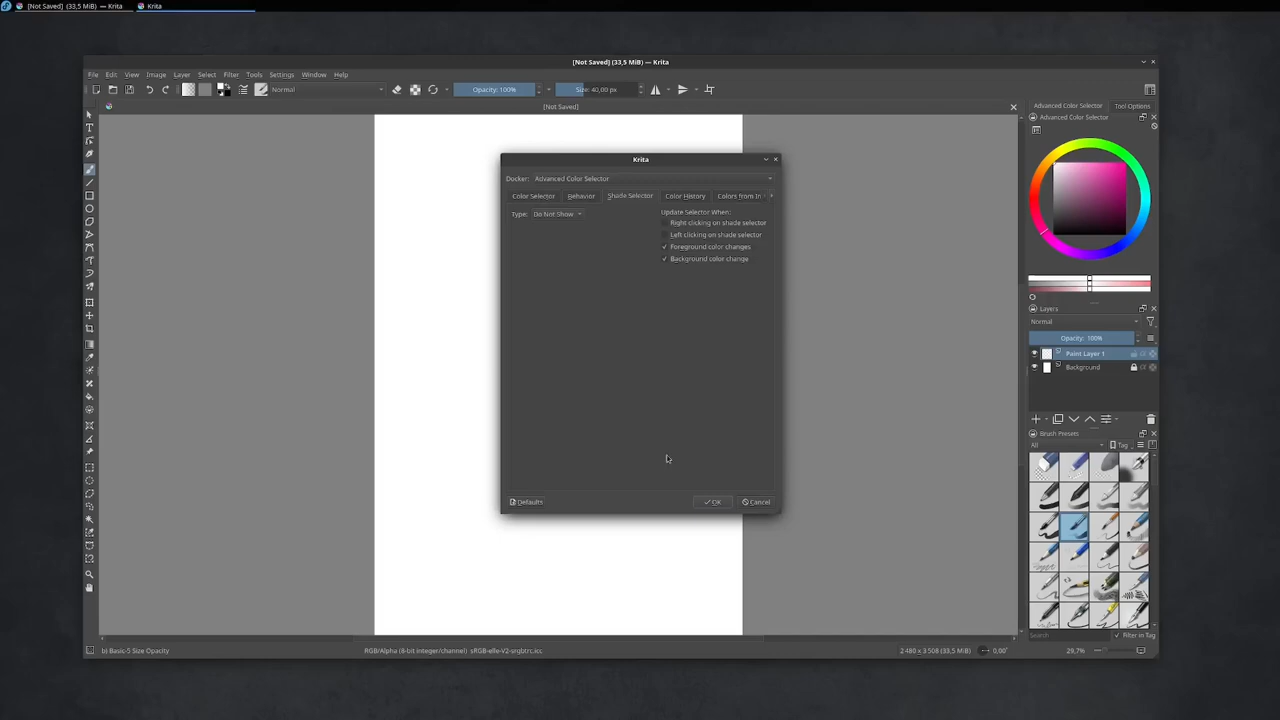 [Not Saved] (33,5 MiB) — Krita
Krita
[Not Saved] (33,5 MiB) — Krita
File Edit View Image Layer Select Filter Tools Settings Window Help
Normal
Opacity: 100%
Size: 40,00 px
[Not Saved]
Advanced Color Selector
Tool Options
Advanced Color Selector
Krita
Docker: Advanced Color Selector
Color Selector Behavior Shade Selector Color History Colors from In
Type: Do Not Show
Update Selector When:
Right clicking on shade selector
Left clicking on shade selector
Foreground color changes
Background color change
Defaults
OK
Cancel
Layers
Normal
Opacity: 100%
Paint Layer 1
Background
Brush Presets
All
Tag
Search
Filter in Tag
b) Basic-5 Size Opacity
RGB/Alpha (8-bit integer/channel) sRGB-elle-V2-srgbtrc.icc
2 480 x 3 508 (33,5 MiB)
0,00°
29,7%